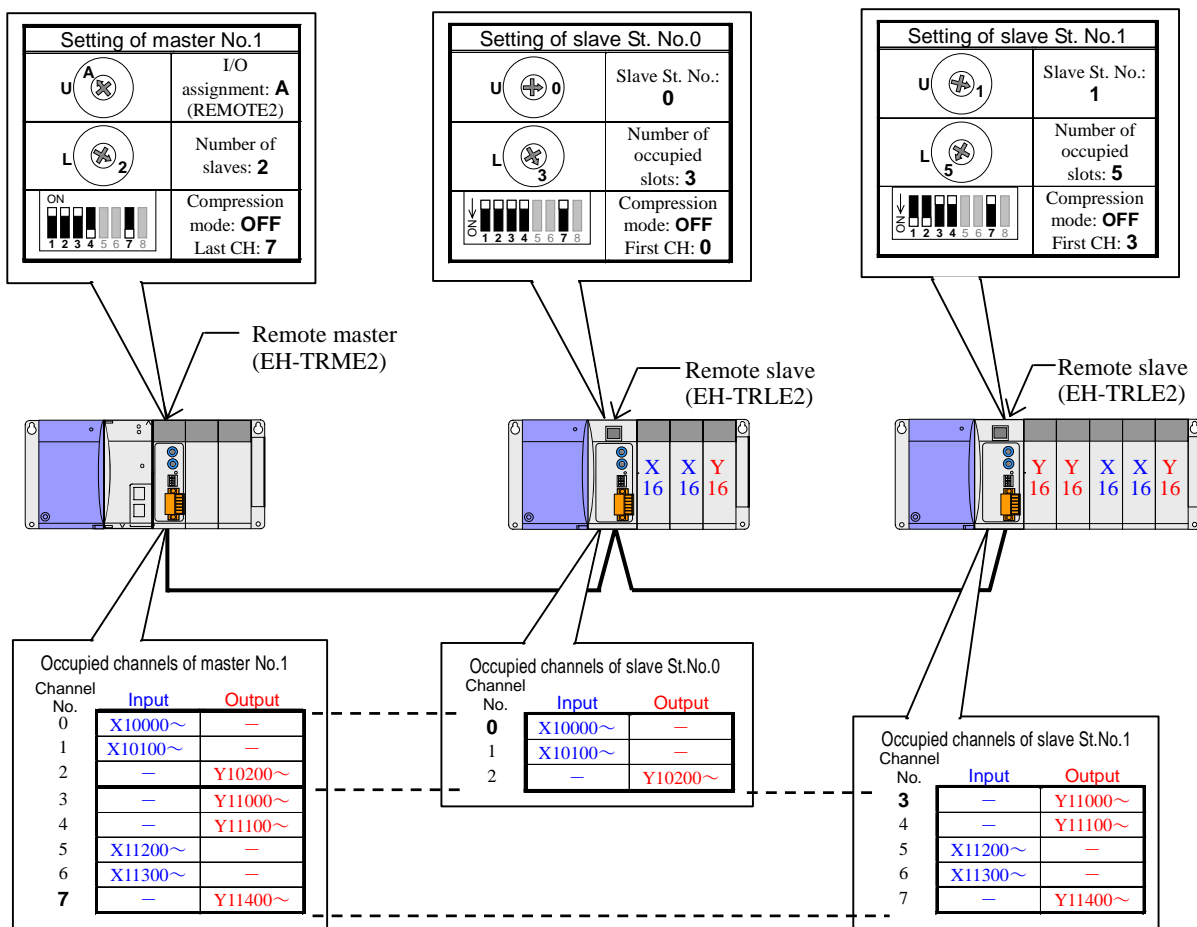 Setting of master No.1
A
U
I/O
assignment: A
(REMOTE2)
L
2
Number of
slaves: 2
ON
1 2 3 4 5 6 7 8
Compression
mode: OFF
Last CH: 7
Setting of slave St. No.0
U
0
Slave St. No.:
0
L
3
Number of
occupied
slots: 3
ON
1 2 3 4 5 6 7 8
Compression
mode: OFF
First CH: 0
Setting of slave St. No.1
U
1
Slave St. No.:
1
L
5
Number of
occupied
slots: 5
ON
1 2 3 4 5 6 7 8
Compression
mode: OFF
First CH: 3
Remote master
(EH-TRME2)
Remote slave
(EH-TRLE2)
Remote slave
(EH-TRLE2)
X X Y
16 16 16
Y Y X X Y
16 16 16 16 16
Occupied channels of master No.1
Channel
No. Input Output
0 X10000～ －
1 X10100～ －
2 － Y10200～
3 － Y11000～
4 － Y11100～
5 X11200～ －
6 X11300～ －
7 － Y11400～
Occupied channels of slave St.No.0
Channel
No. Input Output
0 X10000～ －
1 X10100～ －
2 － Y10200～
Occupied channels of slave St.No.1
Channel
No. Input Output
3 － Y11000～
4 － Y11100～
5 X11200～ －
6 X11300～ －
7 － Y11400～